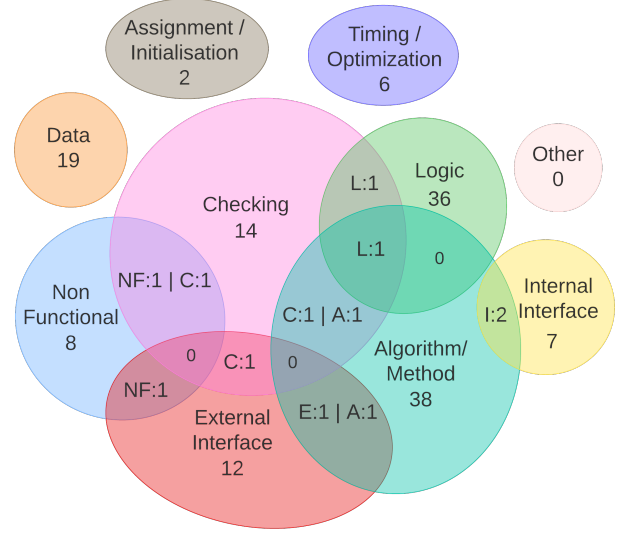 Assignment /
Initialisation
2
Timing /
Optimization
6
Data
19
Other
0
Checking
14
L:1
Logic
36
L:1
0
NF:1 | C:1
Non
Functional
8
C:1 | A:1
I:2
Internal
Interface
7
0
C:1
0
Algorithm/
Method
38
NF:1
E:1 | A:1
External
Interface
12